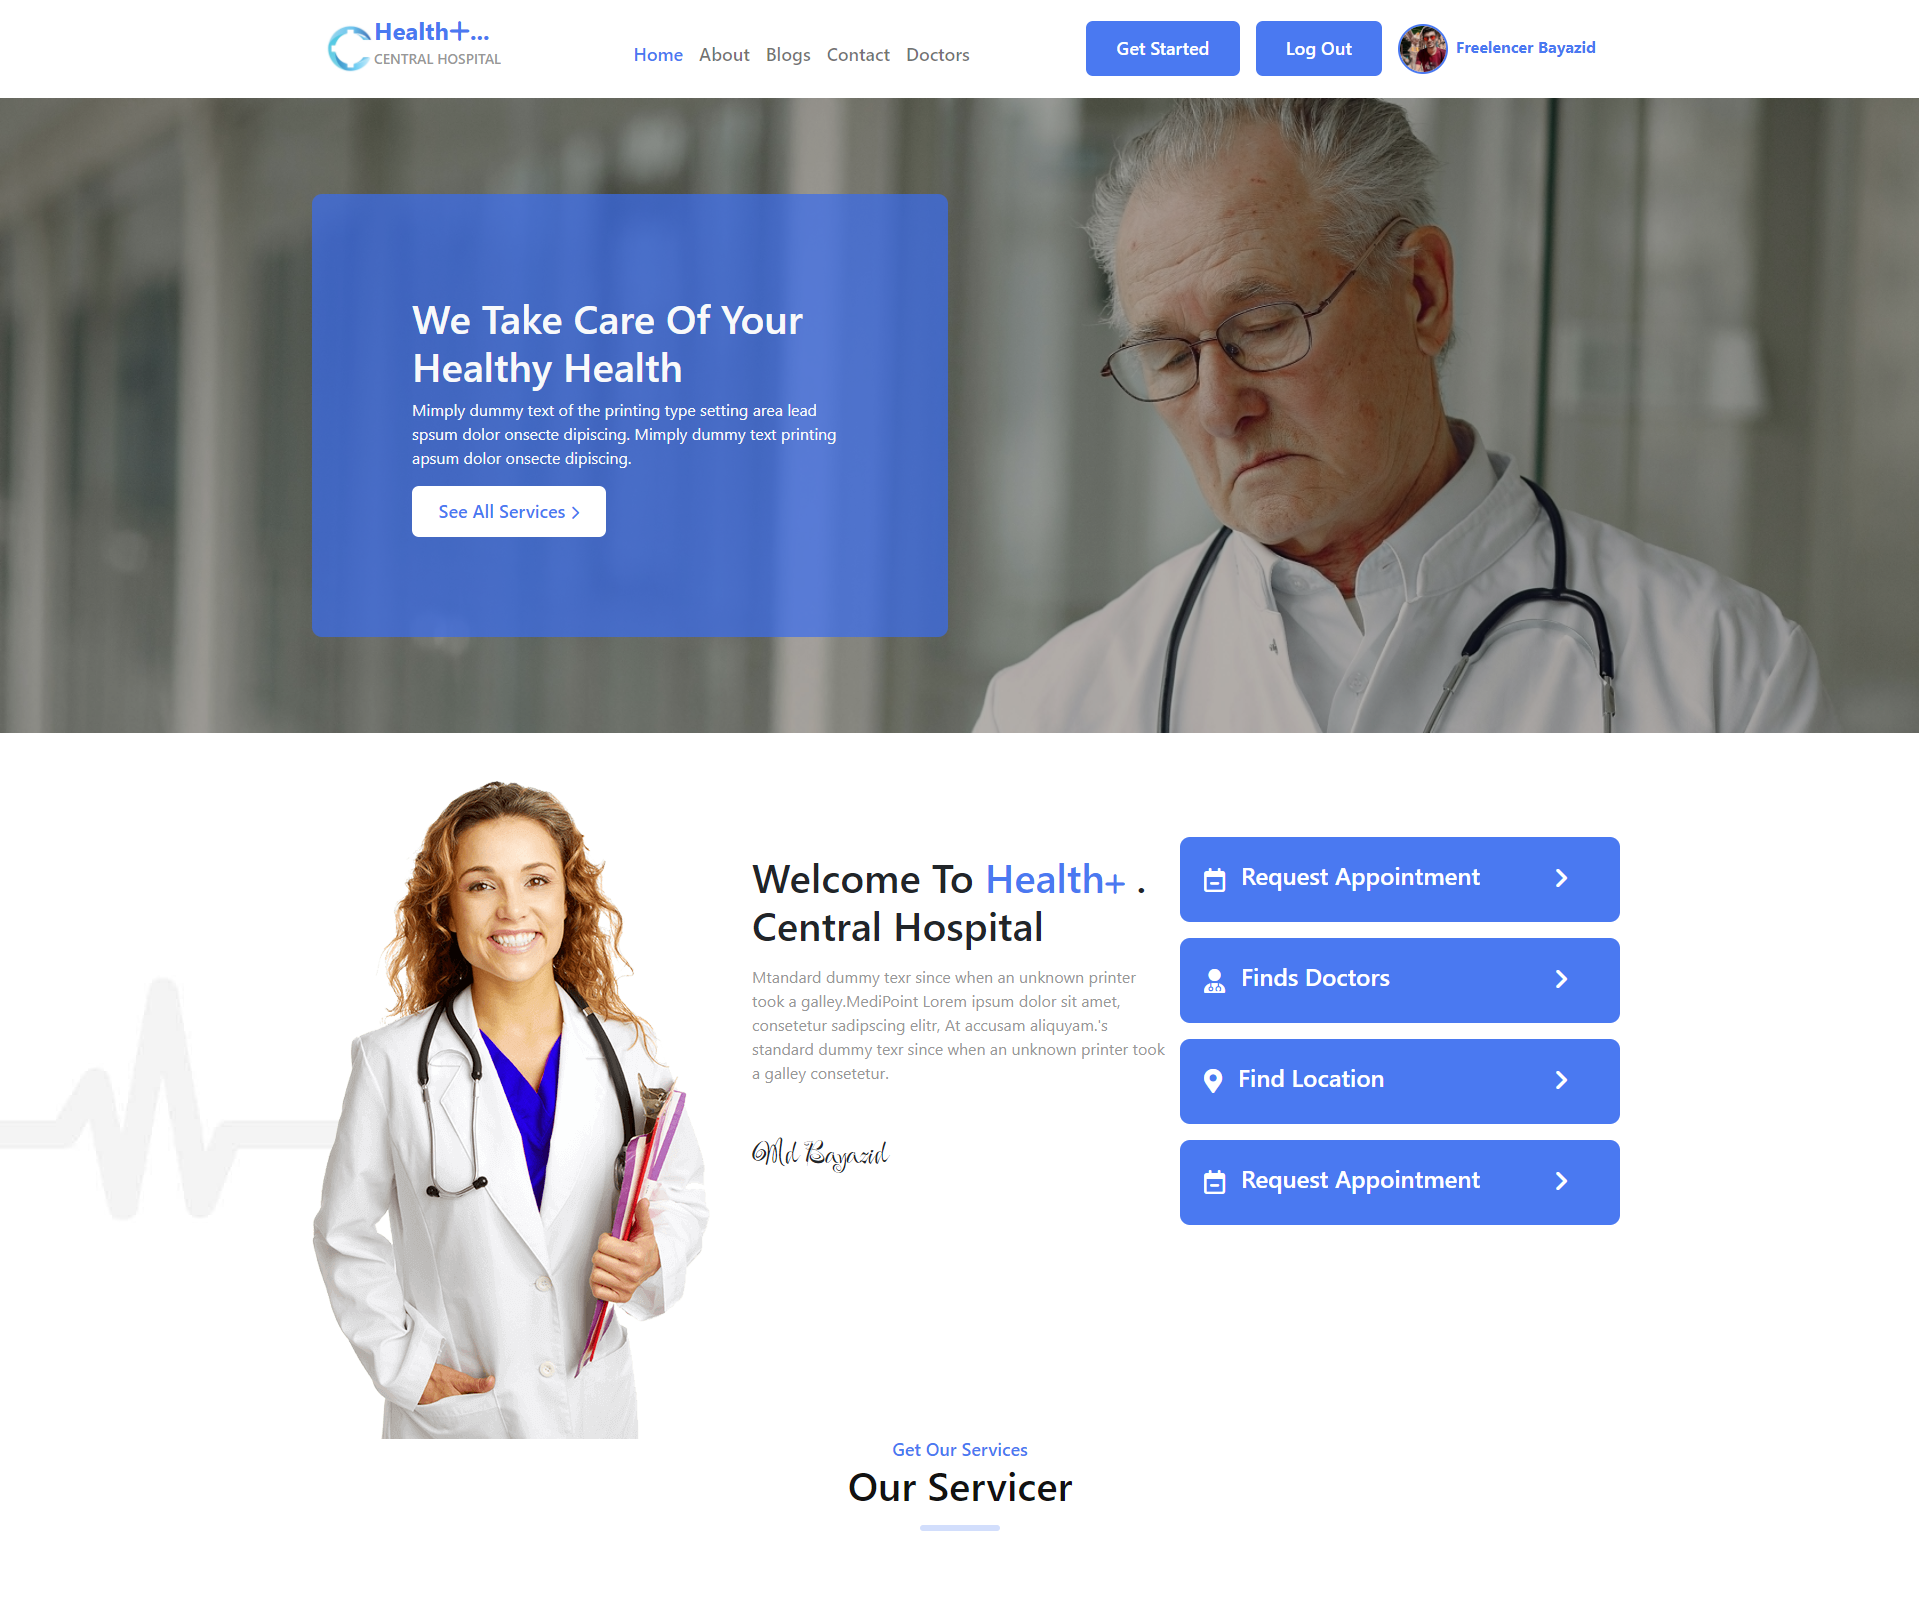 Health+...
CENTRAL HOSPITAL
Home About Blogs Contact Doctors
Get Started
Log Out
Freelencer Bayazid
We Take Care Of Your
Healthy Health
Mimply dummy text of the printing type setting area lead
spsum dolor onsecte dipiscing. Mimply dummy text printing
apsum dolor onsecte dipiscing.
See All Services
Welcome To Health+ .
Central Hospital
Mtandard dummy texr since when an unknown printer
took a galley.MediPoint Lorem ipsum dolor sit amet,
consetetur sadipscing elitr, At accusam aliquyam.'s
standard dummy texr since when an unknown printer took
a galley consetetur.
Md Bayazid
Request Appointment
Finds Doctors
Find Location
Request Appointment
Get Our Services
Our Servicer